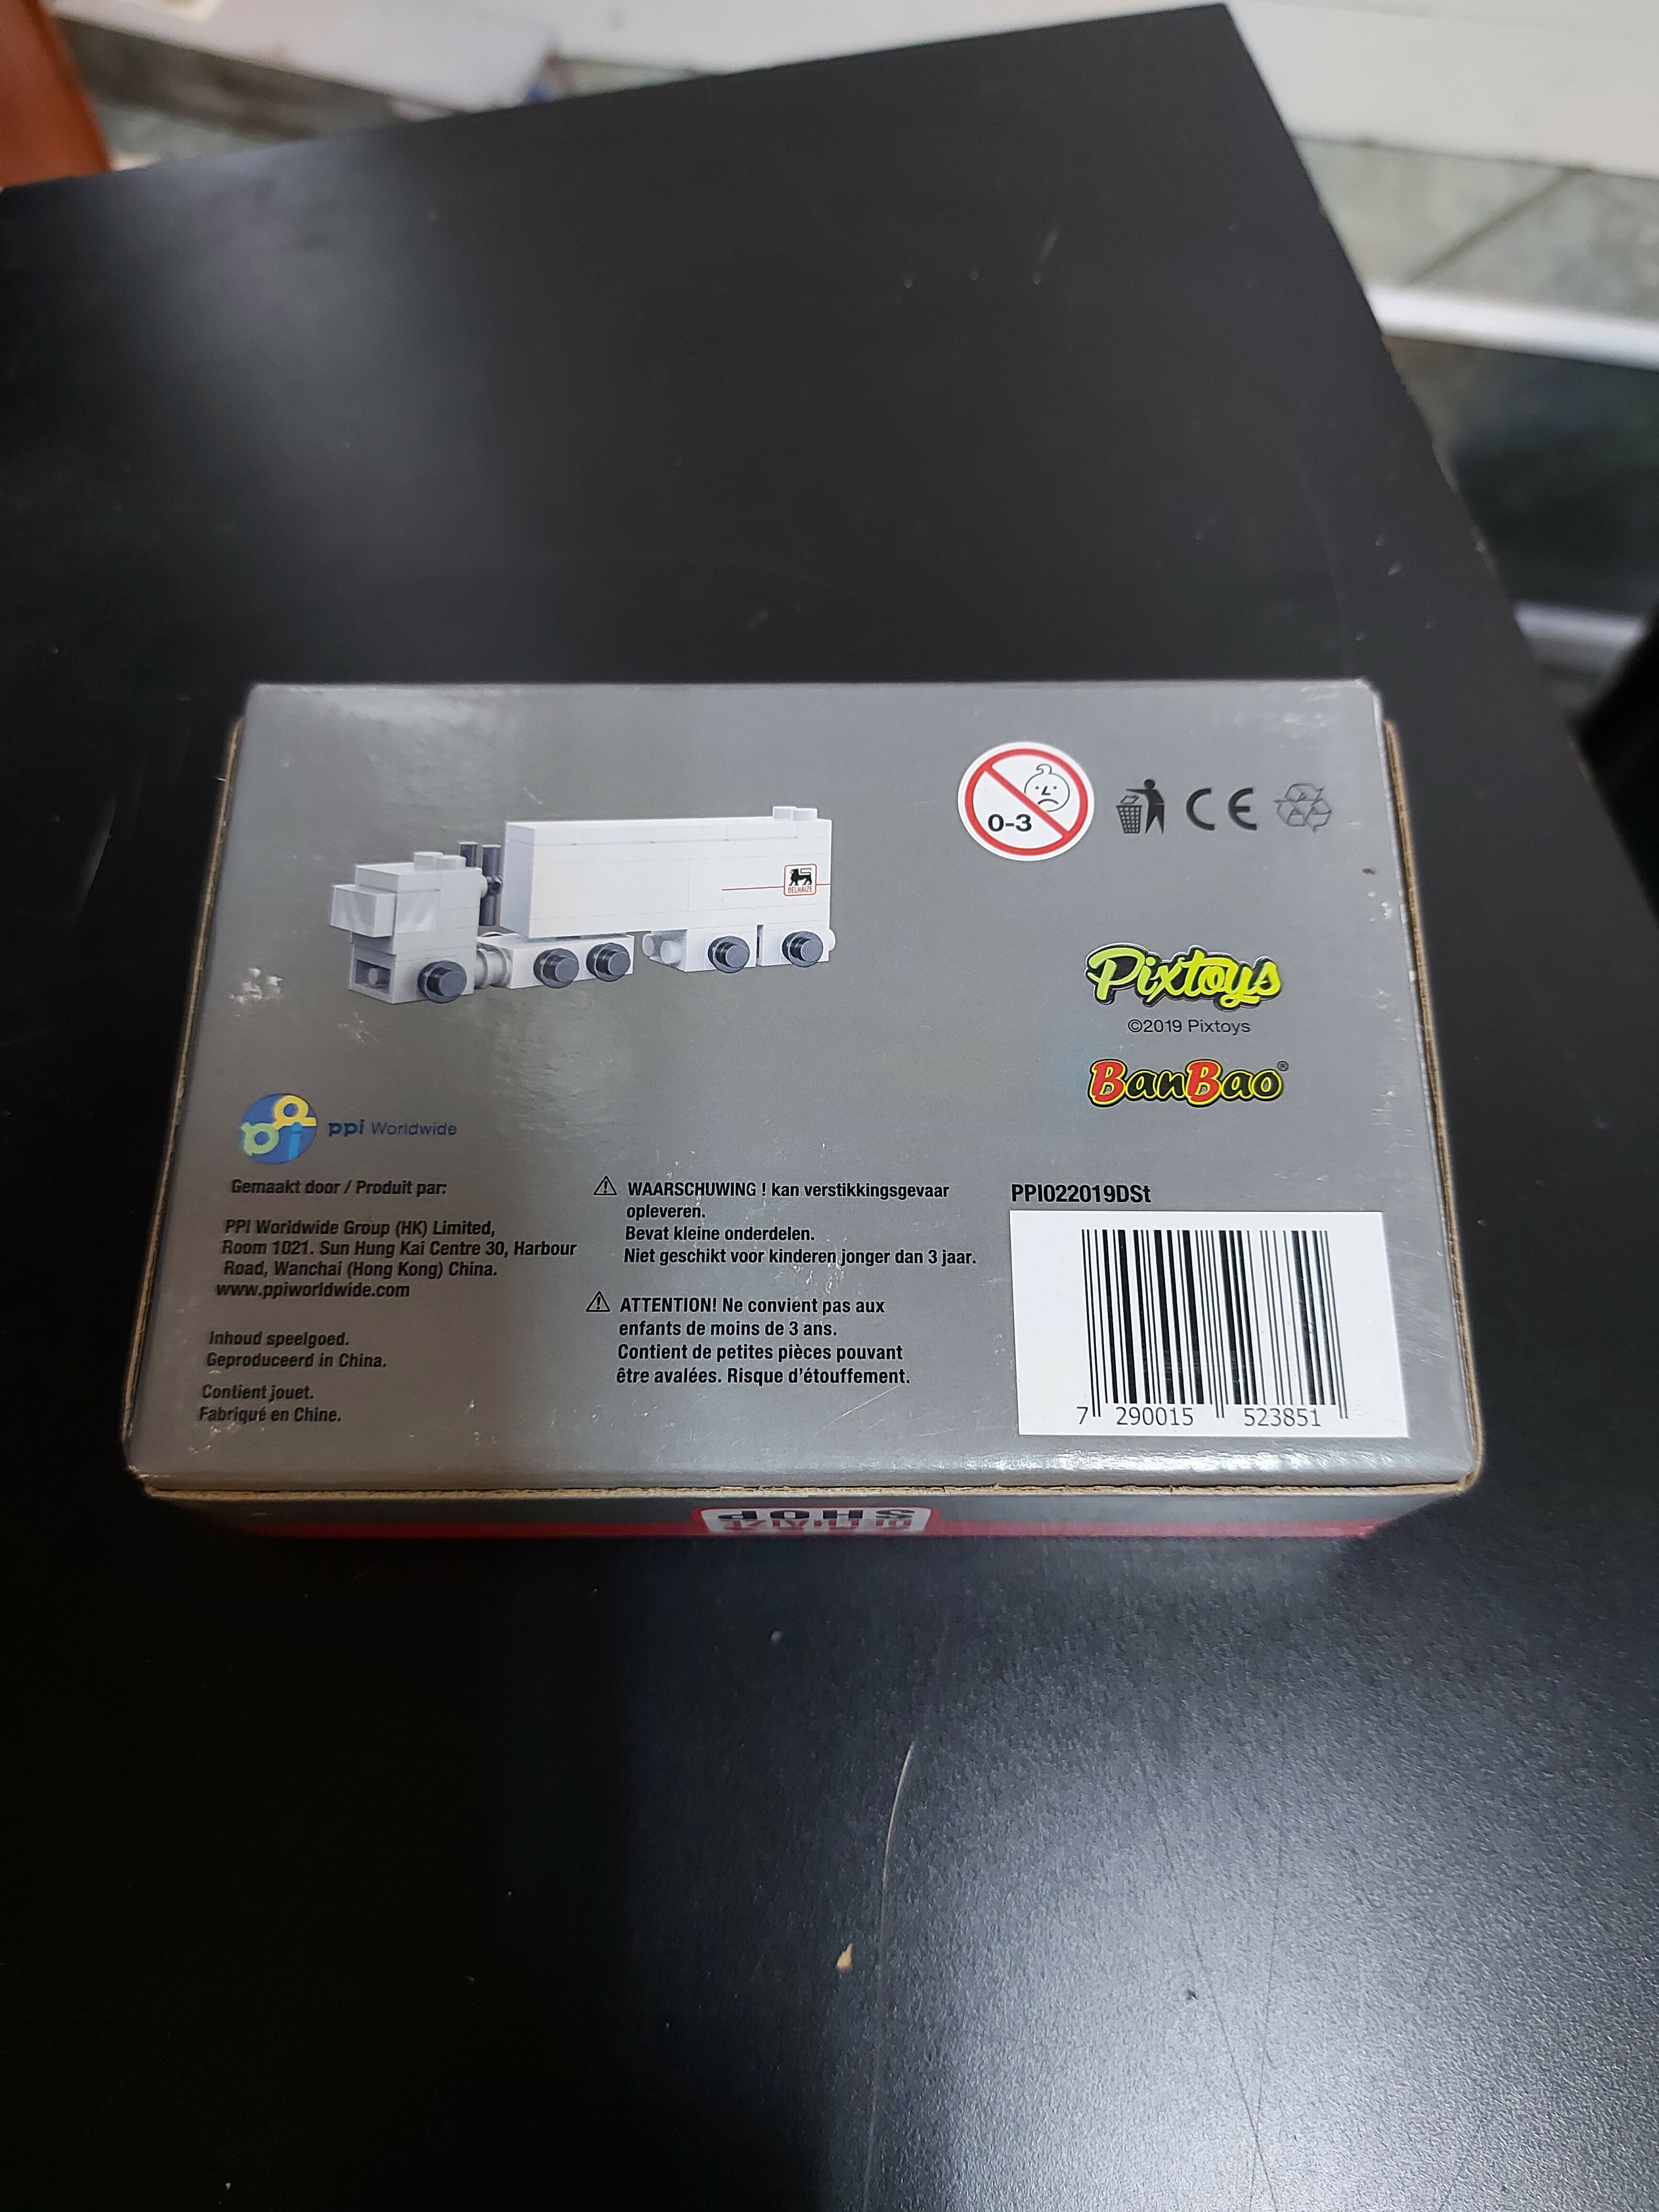 0-3
CE
DELHAIZE
Pixtoys
©2019 Pixtoys
BanBao®
ppi Worldwide
Gemaakt door / Produit par:
PPI Worldwide Group (HK) Limited,
Room 1021. Sun Hung Kai Centre 30, Harbour
Road, Wanchai (Hong Kong) China.
www.ppiworldwide.com
Inhoud speelgoed.
Geproduceerd in China.
Contient jouet.
Fabriqué en Chine.
WAARSCHUWING ! kan verstikkingsgevaar
opleveren.
Bevat kleine onderdelen.
Niet geschikt voor kinderen jonger dan 3 jaar.
ATTENTION! Ne convient pas aux
enfants de moins de 3 ans.
Contient de petites pièces pouvant
être avalées. Risque d'étouffement.
PPI022019DSt
7 290015 523851
DELHAIZE
SHOP